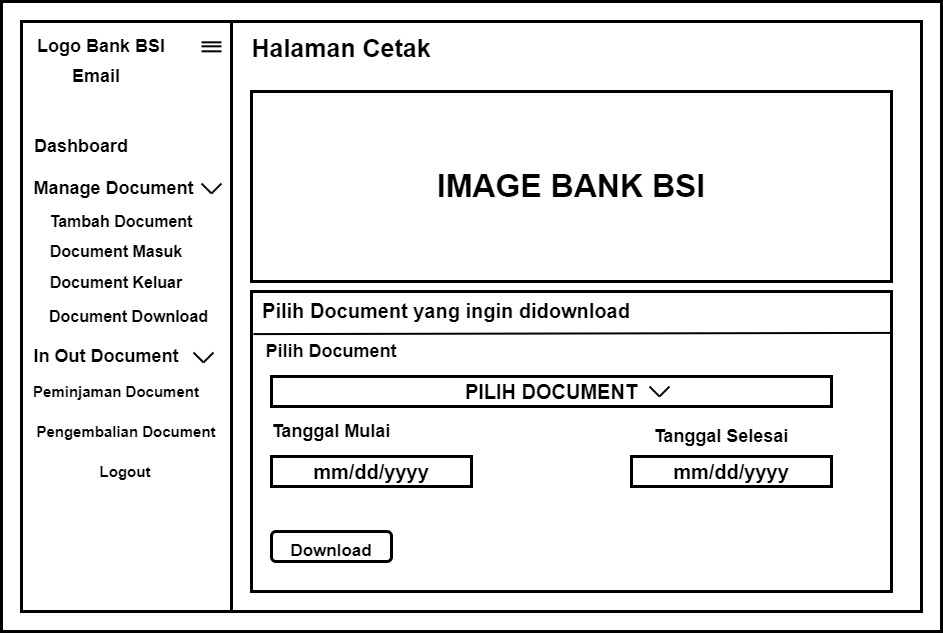 Logo Bank BSI
Email
Dashboard
Manage Document
Tambah Document
Document Masuk
Document Keluar
Document Download
In Out Document
Peminjaman Document
Pengembalian Document
Logout
Halaman Cetak
IMAGE BANK BSI
Pilih Document yang ingin didownload
Pilih Document
PILIH DOCUMENT
Tanggal Mulai
Tanggal Selesai
mm/dd/yyyy
mm/dd/yyyy
Download